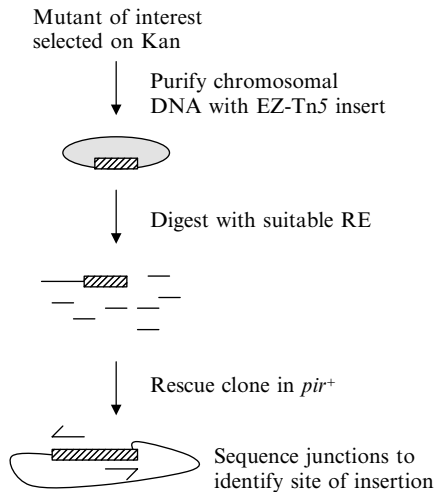 Mutant of interest
selected on Kan
Purify chromosomal
DNA with EZ-Tn5 insert
Digest with suitable RE
Rescue clone in pir⁺
Sequence junctions to
identify site of insertion